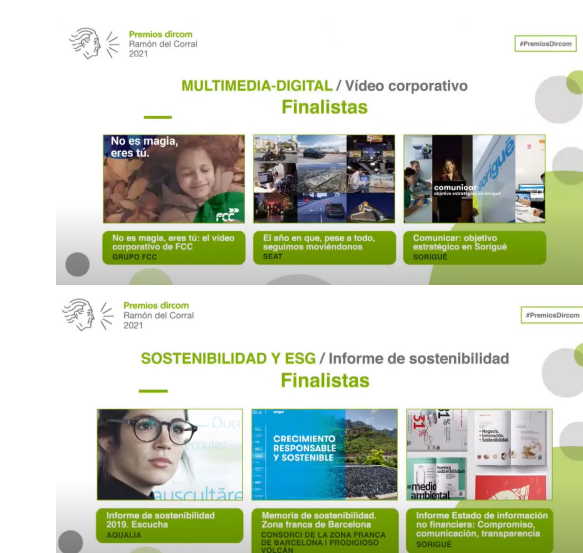 Premios dircom
Ramón del Corral
2021
#PremiosDircom
MULTIMEDIA-DIGITAL / Vídeo corporativo
Finalistas
No es magia,
eres tú.
FCC
comunicar
objetivo estratégico en sorigué
sorigué
No es magia, eres tú: el vídeo
corporativo de FCC
GRUPO FCC
El año en que, pese a todo,
seguimos moviéndonos
SEAT
Comunicar: objetivo
estratégico en Sorigué
SORIGUÉ
Premios dircom
Ramón del Corral
2021
#PremiosDircom
SOSTENIBILIDAD Y ESG / Informe de sostenibilidad
Finalistas
auscultāre
CRECIMIENTO
RESPONSABLE
Y SOSTENIBLE
31%
medio
ambiental
Negocio,
Innovación,
Sostenibilidad
Informe de sostenibilidad
2019. Escucha
AQUALIA
Memoria de sostenibilidad.
Zona franca de Barcelona
CONSORCI DE LA ZONA FRANCA
DE BARCELONA | PRODIGIOSO
VOLCÁN
Informe Estado de información
no financiera: Compromiso,
comunicación, transparencia
SORIGUÉ